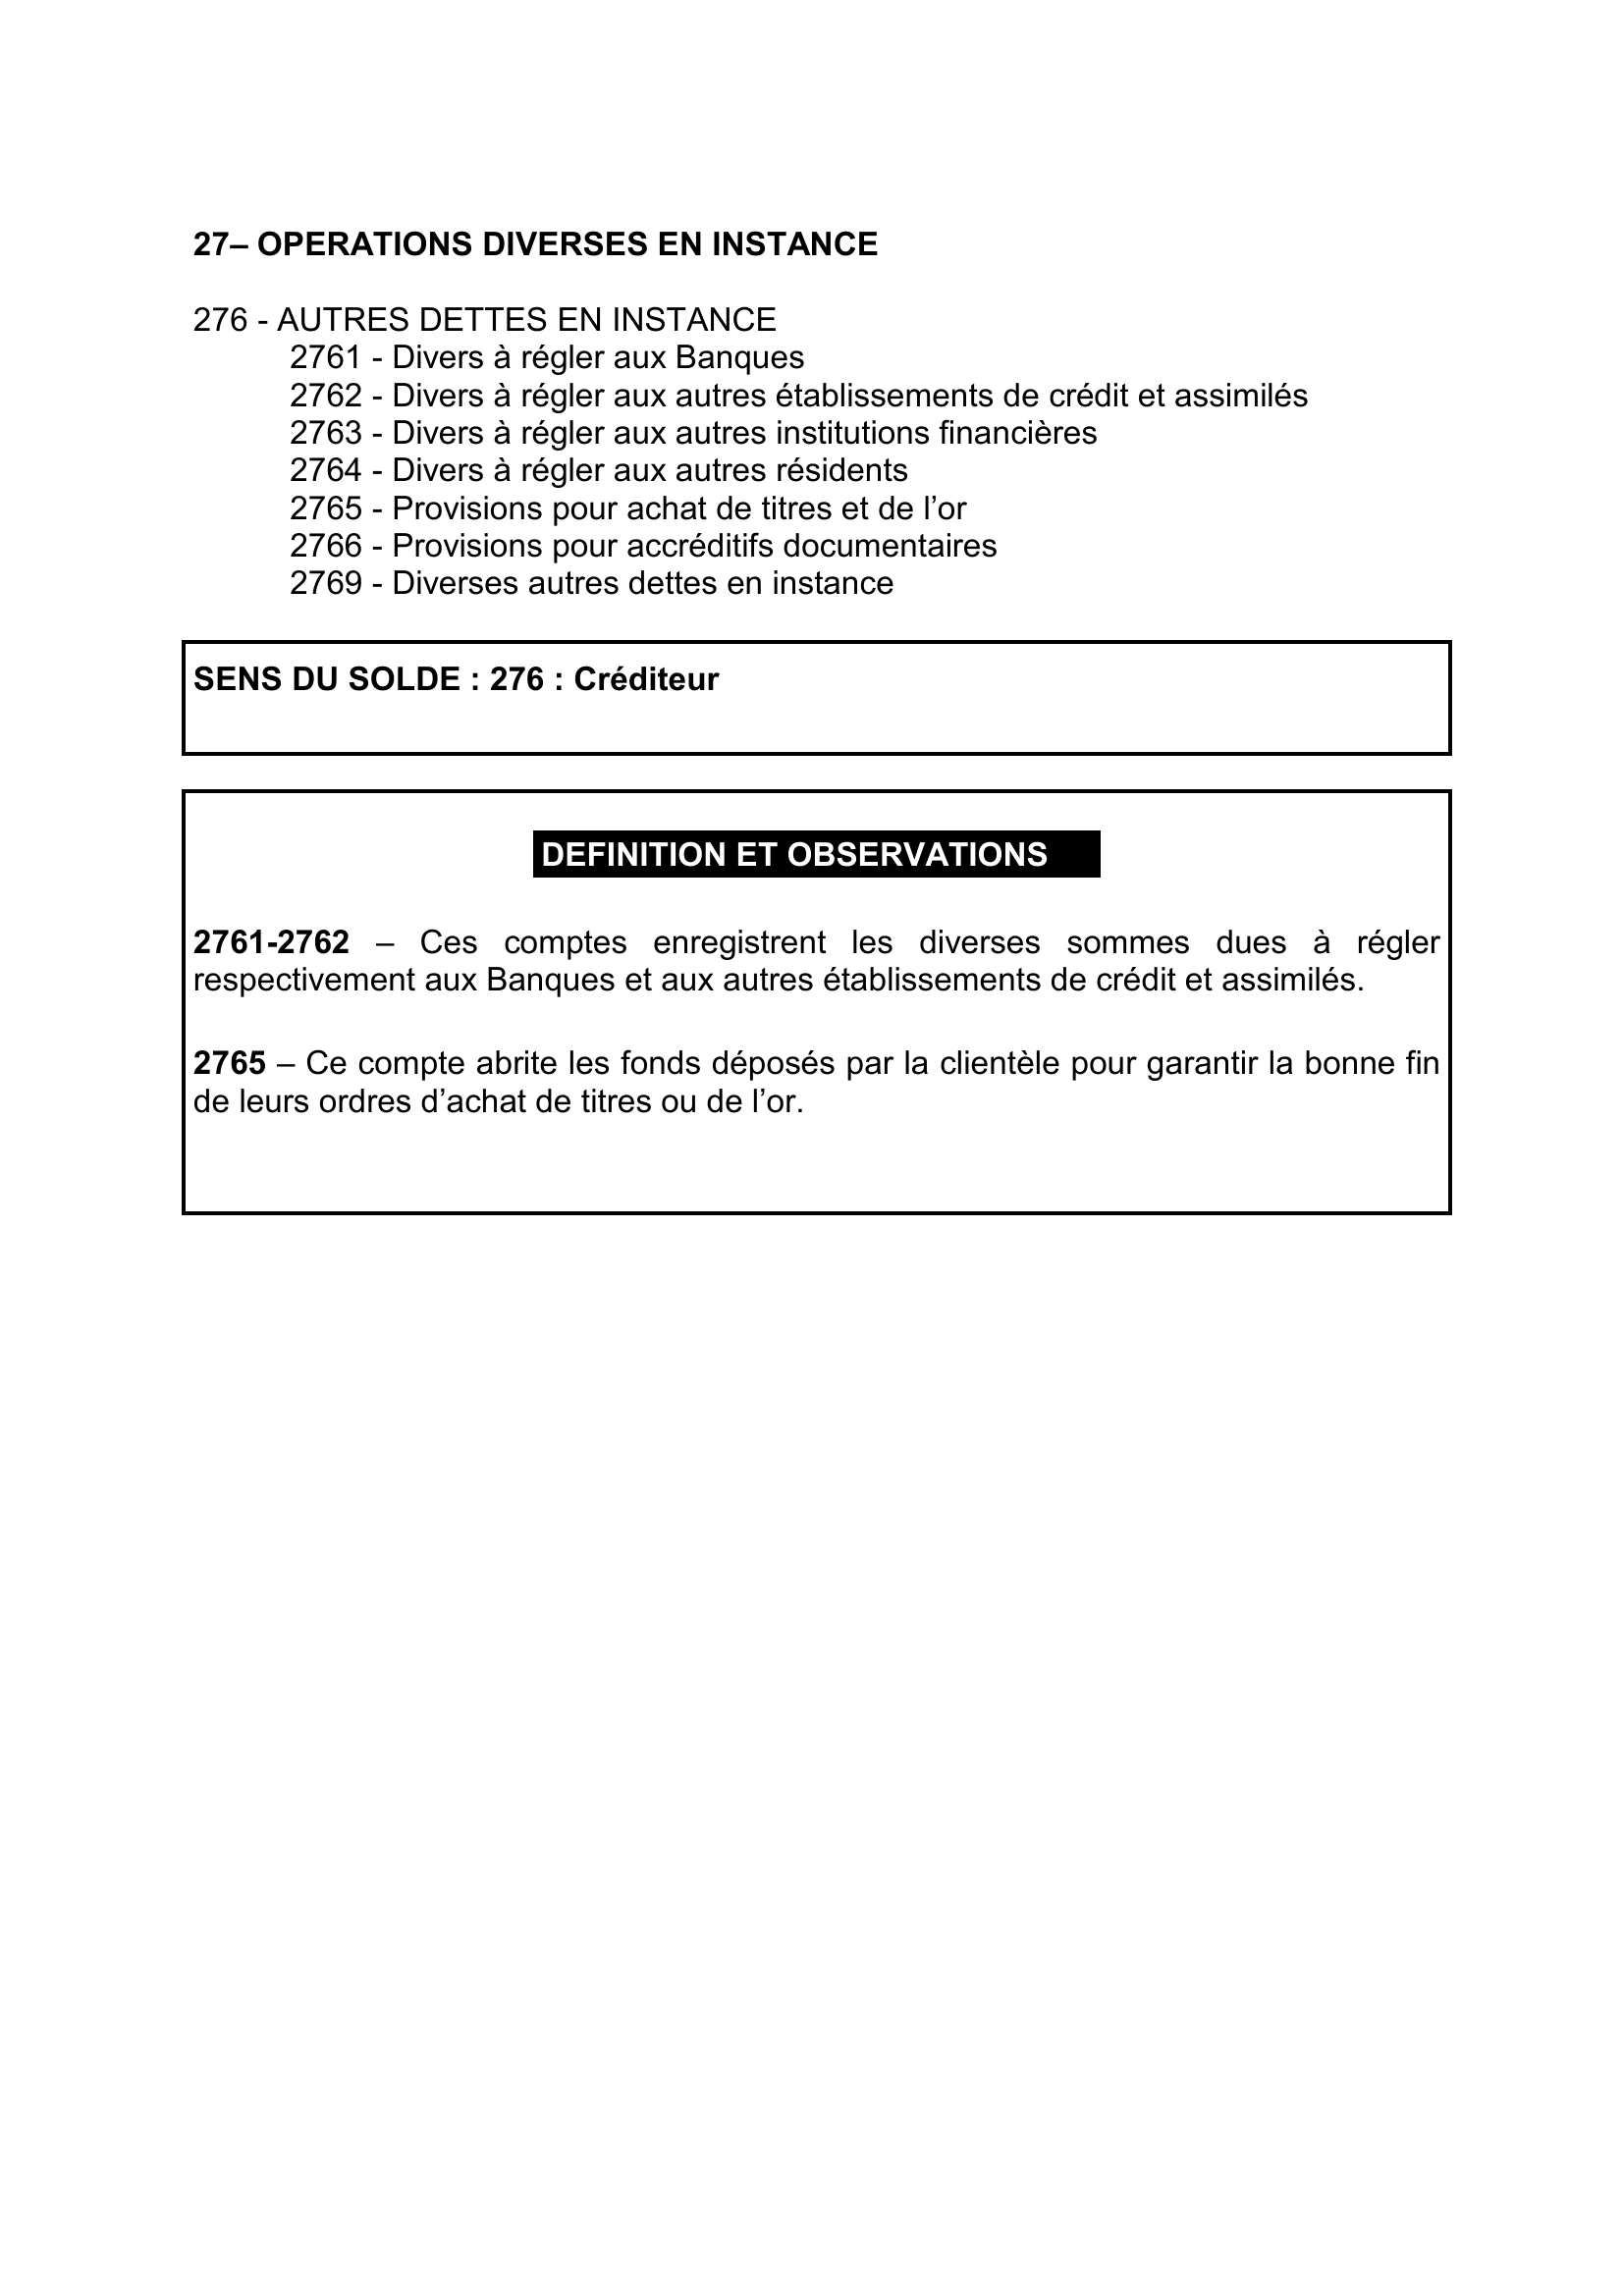 27– OPERATIONS DIVERSES EN INSTANCE
276 - AUTRES DETTES EN INSTANCE
2761 - Divers à régler aux Banques
2762 - Divers à régler aux autres établissements de crédit et assimilés
2763 - Divers à régler aux autres institutions financières
2764 - Divers à régler aux autres résidents
2765 - Provisions pour achat de titres et de l’or
2766 - Provisions pour accréditifs documentaires
2769 - Diverses autres dettes en instance
SENS DU SOLDE : 276 : Créditeur
DEFINITION ET OBSERVATIONS
2761-2762 – Ces comptes enregistrent les diverses sommes dues à régler
respectivement aux Banques et aux autres établissements de crédit et assimilés.
2765 – Ce compte abrite les fonds déposés par la clientèle pour garantir la bonne fin
de leurs ordres d’achat de titres ou de l’or.